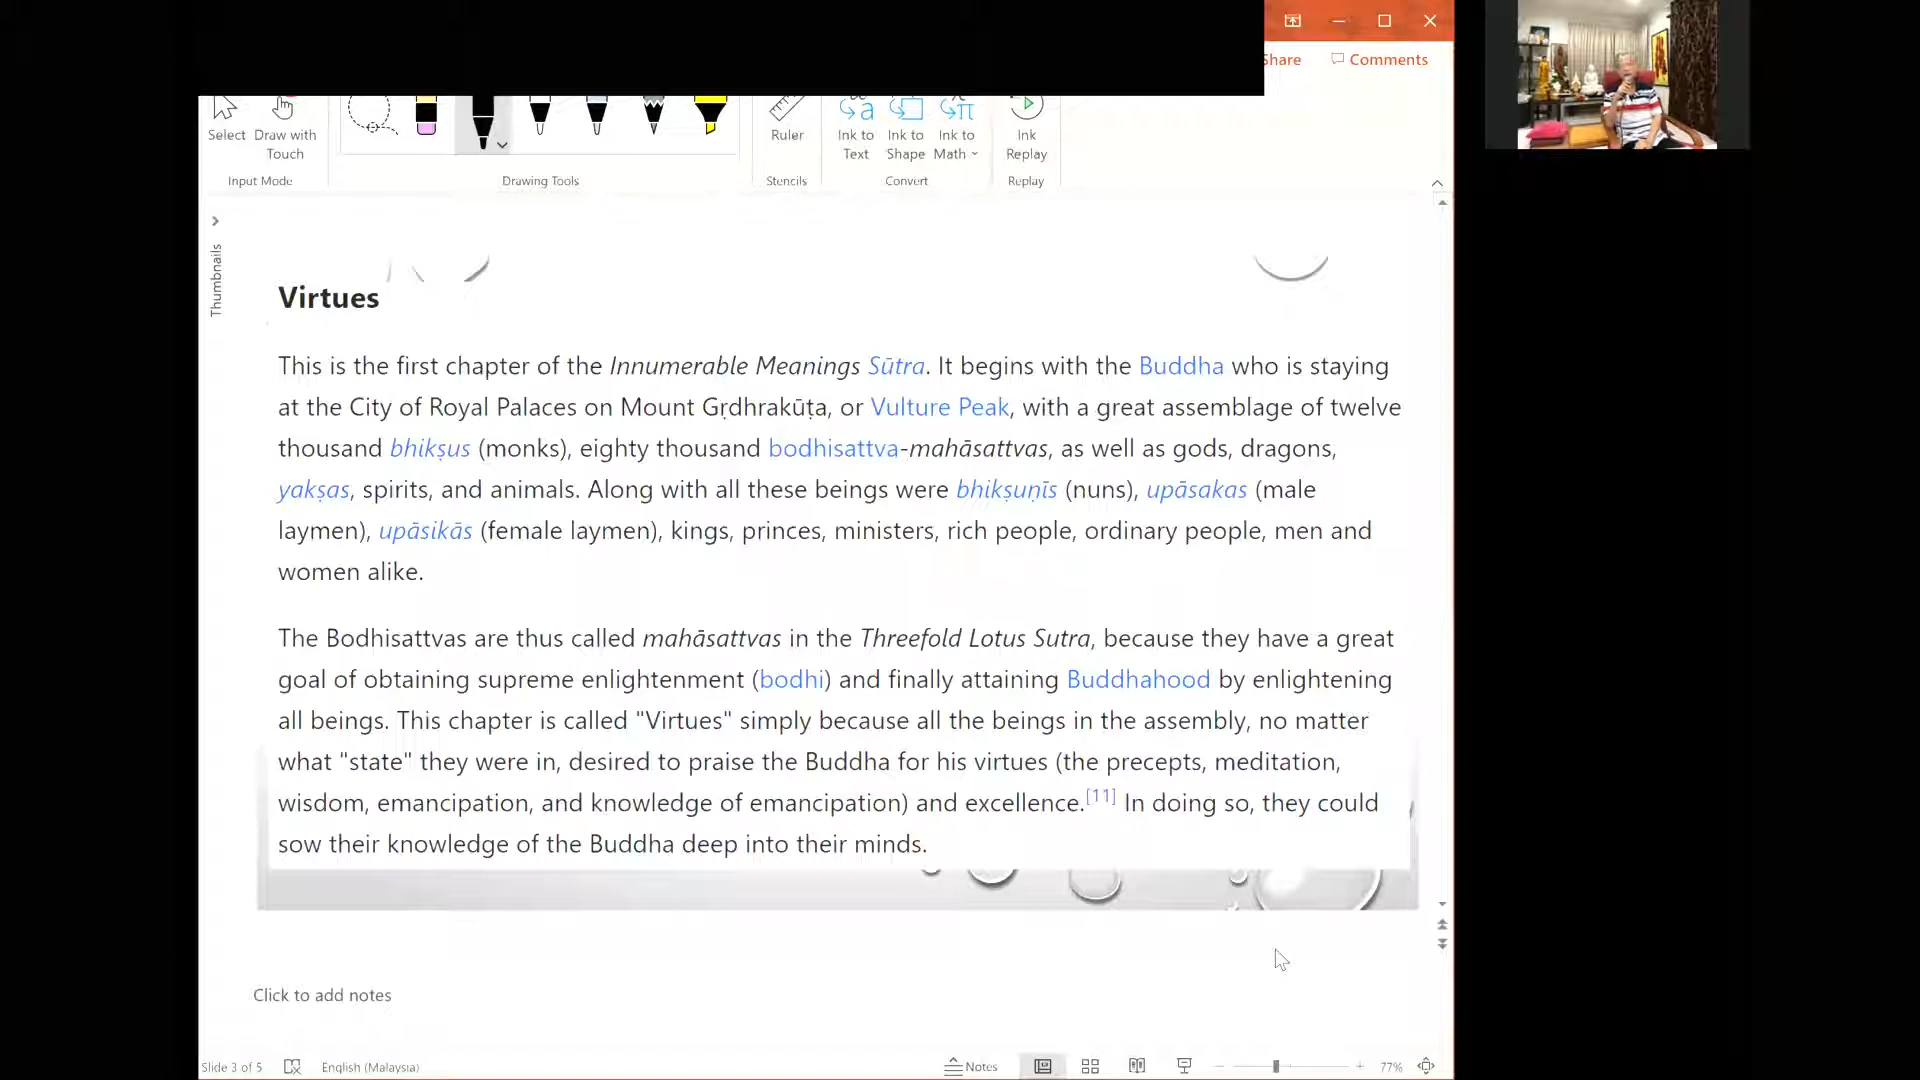 Share
Comments
Select
Draw with
Touch
Ruler
Ink to
Text
Ink to
Shape
Ink to
Math
Ink
Replay
Input Mode
Drawing Tools
Stencils
Convert
Replay
Thumbnails
Virtues
This is the first chapter of the Innumerable Meanings Sūtra. It begins with the Buddha who is staying
at the City of Royal Palaces on Mount Gṛdhrakūṭa, or Vulture Peak, with a great assemblage of twelve
thousand bhikṣus (monks), eighty thousand bodhisattva-mahāsattvas, as well as gods, dragons,
yakṣas, spirits, and animals. Along with all these beings were bhikṣuṇīs (nuns), upāsakas (male
laymen), upāsikās (female laymen), kings, princes, ministers, rich people, ordinary people, men and
women alike.
The Bodhisattvas are thus called mahāsattvas in the Threefold Lotus Sutra, because they have a great
goal of obtaining supreme enlightenment (bodhi) and finally attaining Buddhahood by enlightening
all beings. This chapter is called "Virtues" simply because all the beings in the assembly, no matter
what "state" they were in, desired to praise the Buddha for his virtues (the precepts, meditation,
wisdom, emancipation, and knowledge of emancipation) and excellence.[11] In doing so, they could
sow their knowledge of the Buddha deep into their minds.
Click to add notes
Slide 3 of 5
English (Malaysia)
Notes
77%